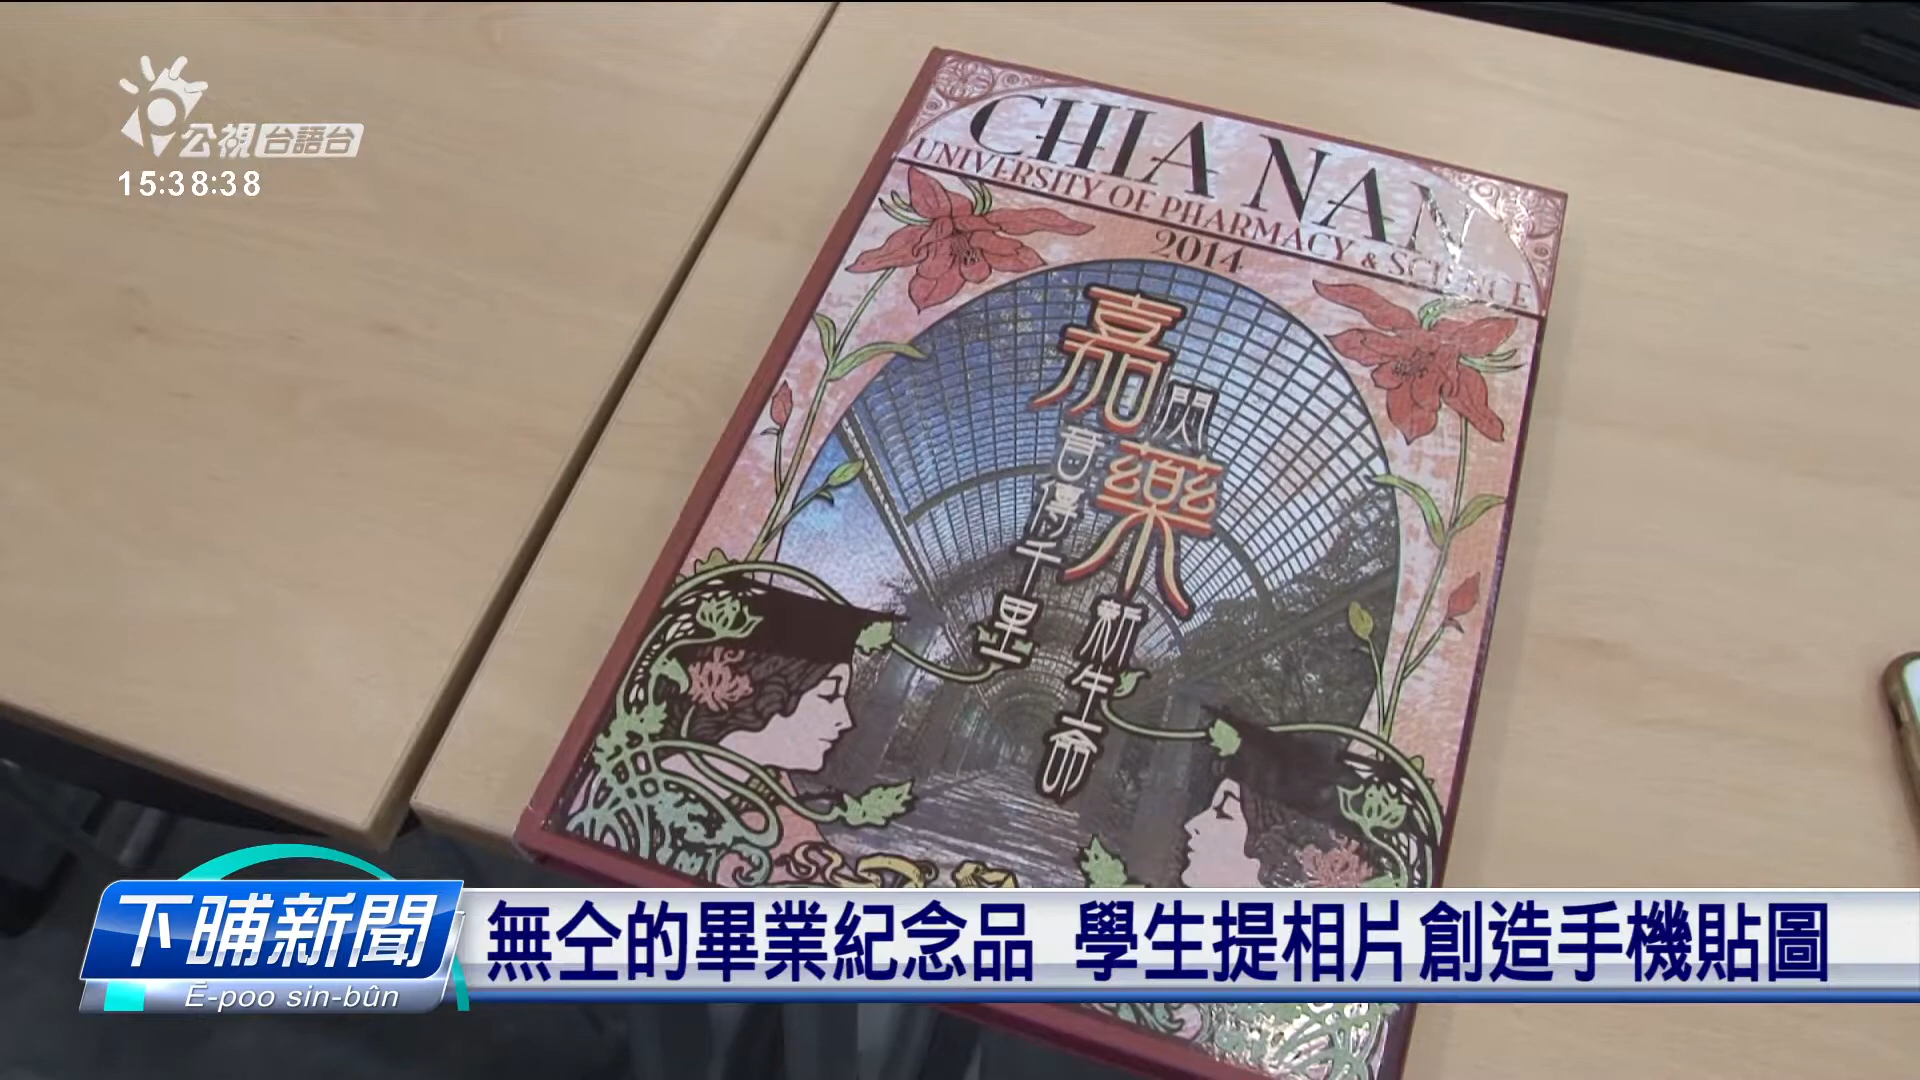 公視台語台
15:38:38
CHIA NAN
UNIVERSITY OF PHARMACY & SCIENCE
2014
嘉藥
閃
新生命
音傳千里
下晡新聞
Ē-poo sin-bûn
無仝的畢業紀念品 學生提相片創造手機貼圖